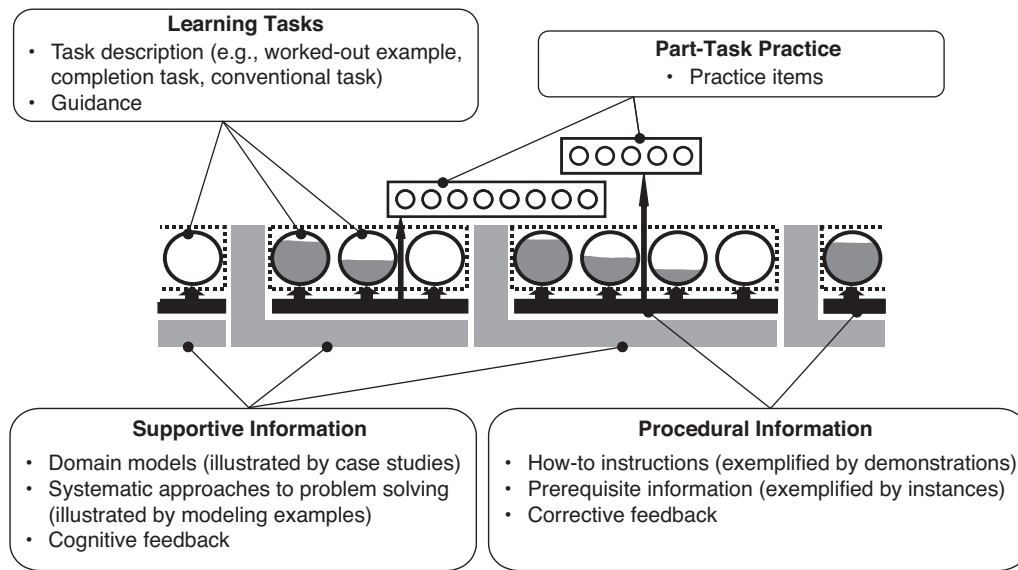 Learning Tasks
• Task description (e.g., worked-out example,
completion task, conventional task)
• Guidance
Part-Task Practice
• Practice items
Supportive Information
• Domain models (illustrated by case studies)
• Systematic approaches to problem solving
(illustrated by modeling examples)
• Cognitive feedback
Procedural Information
• How-to instructions (exemplified by demonstrations)
• Prerequisite information (exemplified by instances)
• Corrective feedback